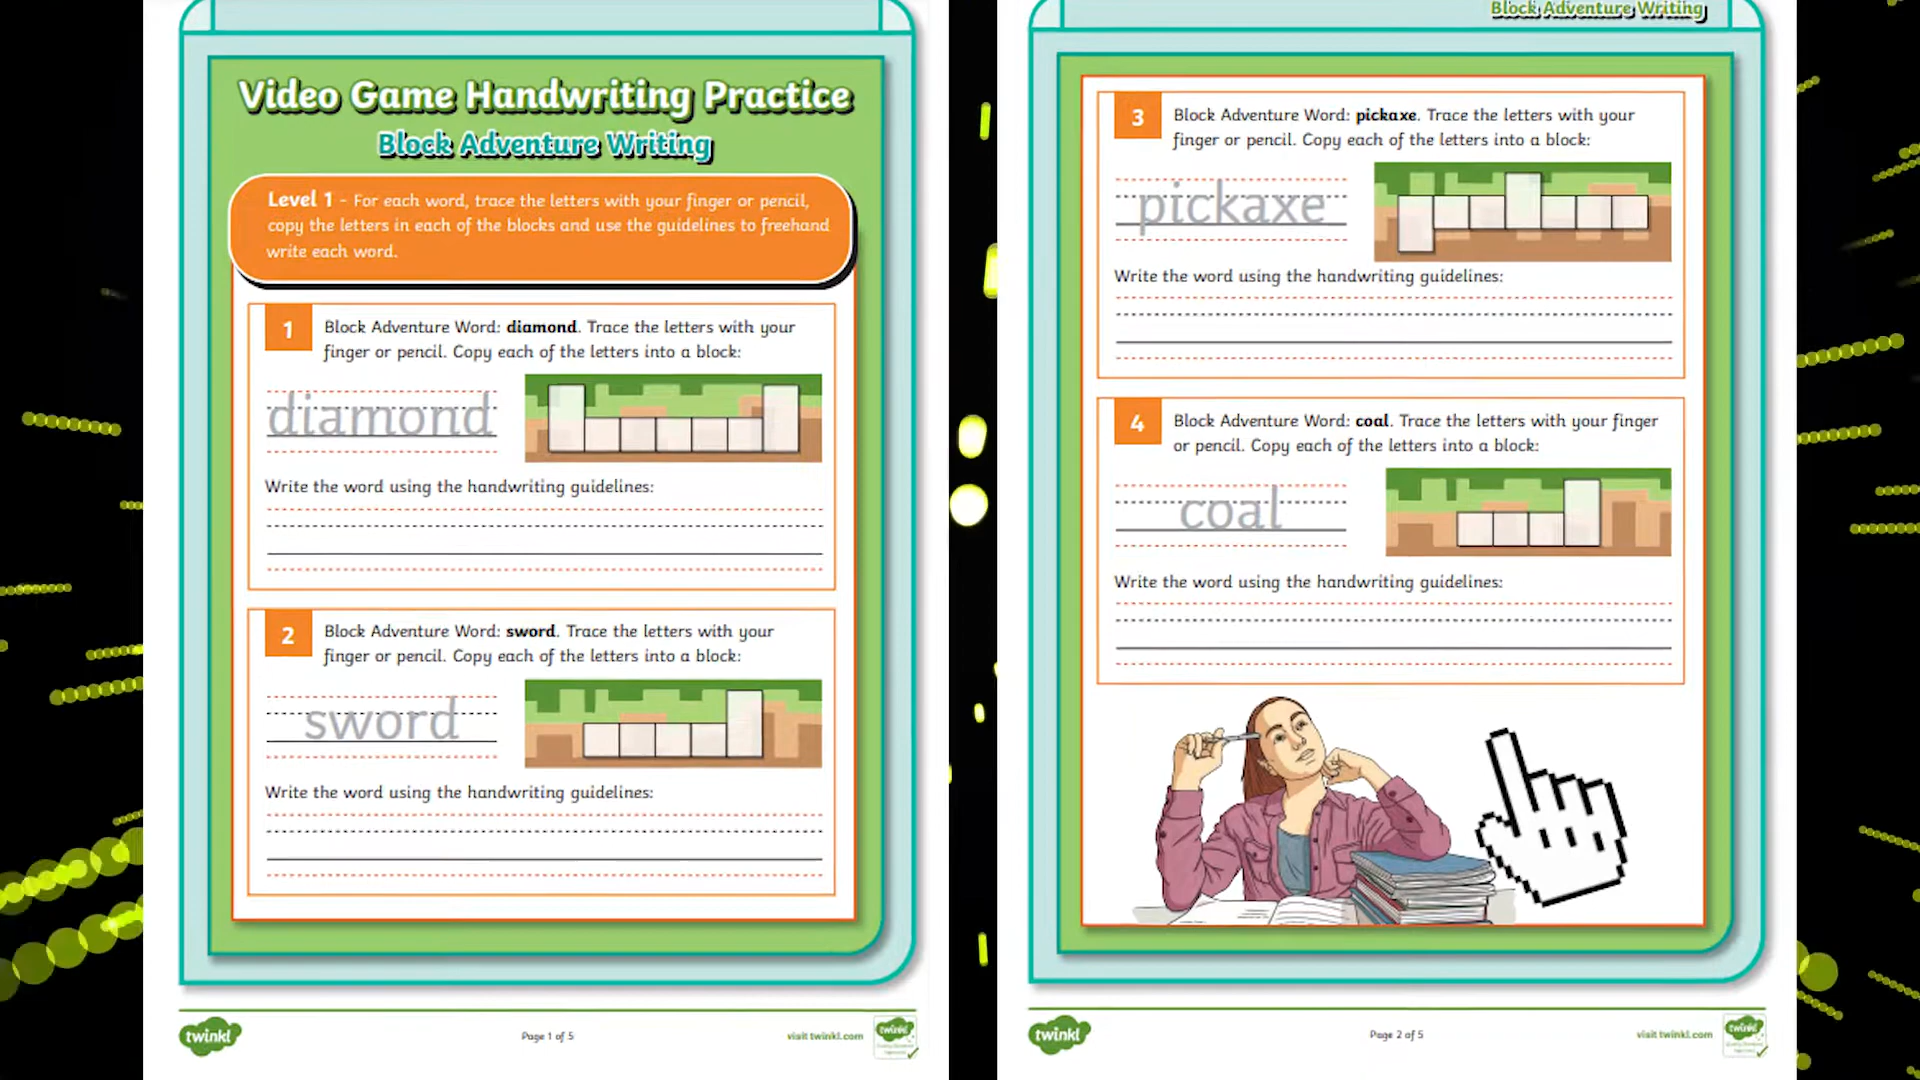 Video Game Handwriting Practice
Block Adventure Writing
Level 1 - For each word, trace the letters with your finger or pencil,
copy the letters in each of the blocks and use the guidelines to freehand
write each word.
1
Block Adventure Word: diamond. Trace the letters with your
finger or pencil. Copy each of the letters into a block:
diamond
Write the word using the handwriting guidelines:
2
Block Adventure Word: sword. Trace the letters with your
finger or pencil. Copy each of the letters into a block:
sword
Write the word using the handwriting guidelines:
twinkl
Page 1 of 5
visit twinkl.com
twinkl
Block Adventure Writing
3
Block Adventure Word: pickaxe. Trace the letters with your
finger or pencil. Copy each of the letters into a block:
pickaxe
Write the word using the handwriting guidelines:
4
Block Adventure Word: coal. Trace the letters with your finger
or pencil. Copy each of the letters into a block:
coal
Write the word using the handwriting guidelines:
twinkl
Page 2 of 5
visit twinkl.com
twinkl